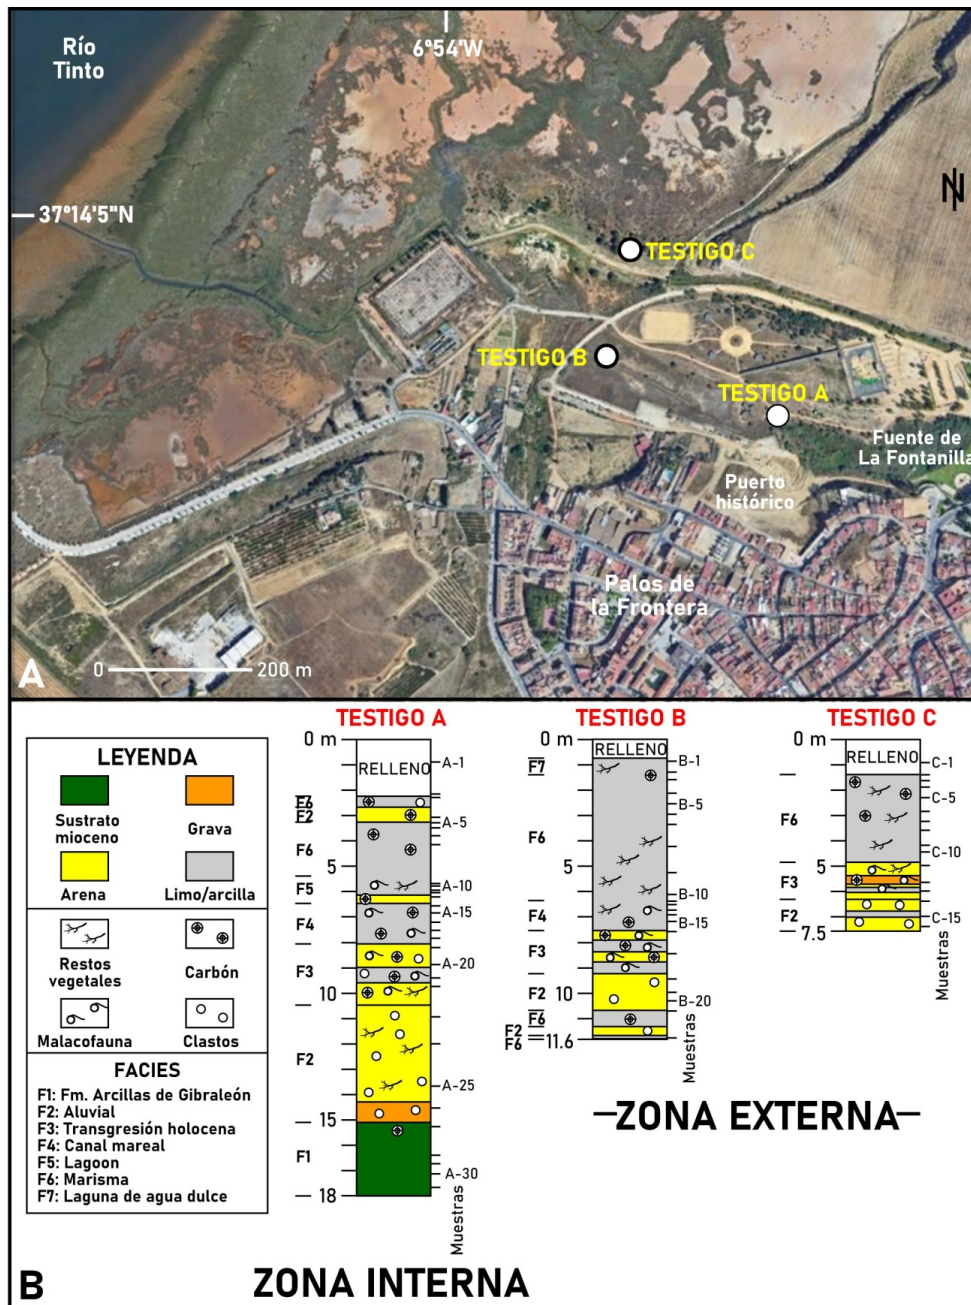 Río
Tinto
6°54'W
37°14'5"N
N
TESTIGO C
TESTIGO B
TESTIGO A
Fuente de
La Fontanilla
Puerto
histórico
Palos de
la Frontera
0 200 m
A
TESTIGO A
TESTIGO B
TESTIGO C
LEYENDA
Sustrato
mioceno
Grava
Arena
Limo/arcilla
Restos
vegetales
Carbón
Malacofauna
Clastos
FACIES
F1: Fm. Arcillas de Gibraleón
F2: Aluvial
F3: Transgresión holocena
F4: Canal mareal
F5: Lagoon
F6: Marisma
F7: Laguna de agua dulce
0 m
RELLENO
A-1
F6
F2
A-5
F6
5
F5
A-10
A-15
F4
A-20
F3
10
F2
A-25
15
F1
A-30
18
Muestras
0 m
RELLENO
B-1
F7
B-5
F6
5
B-10
F4
B-15
F3
F2
10
B-20
F6
F2
F6
11.6
Muestras
0 m
RELLENO
C-1
C-5
F6
C-10
5
F3
F2
C-15
7.5
Muestras
ZONA EXTERNA
ZONA INTERNA
B